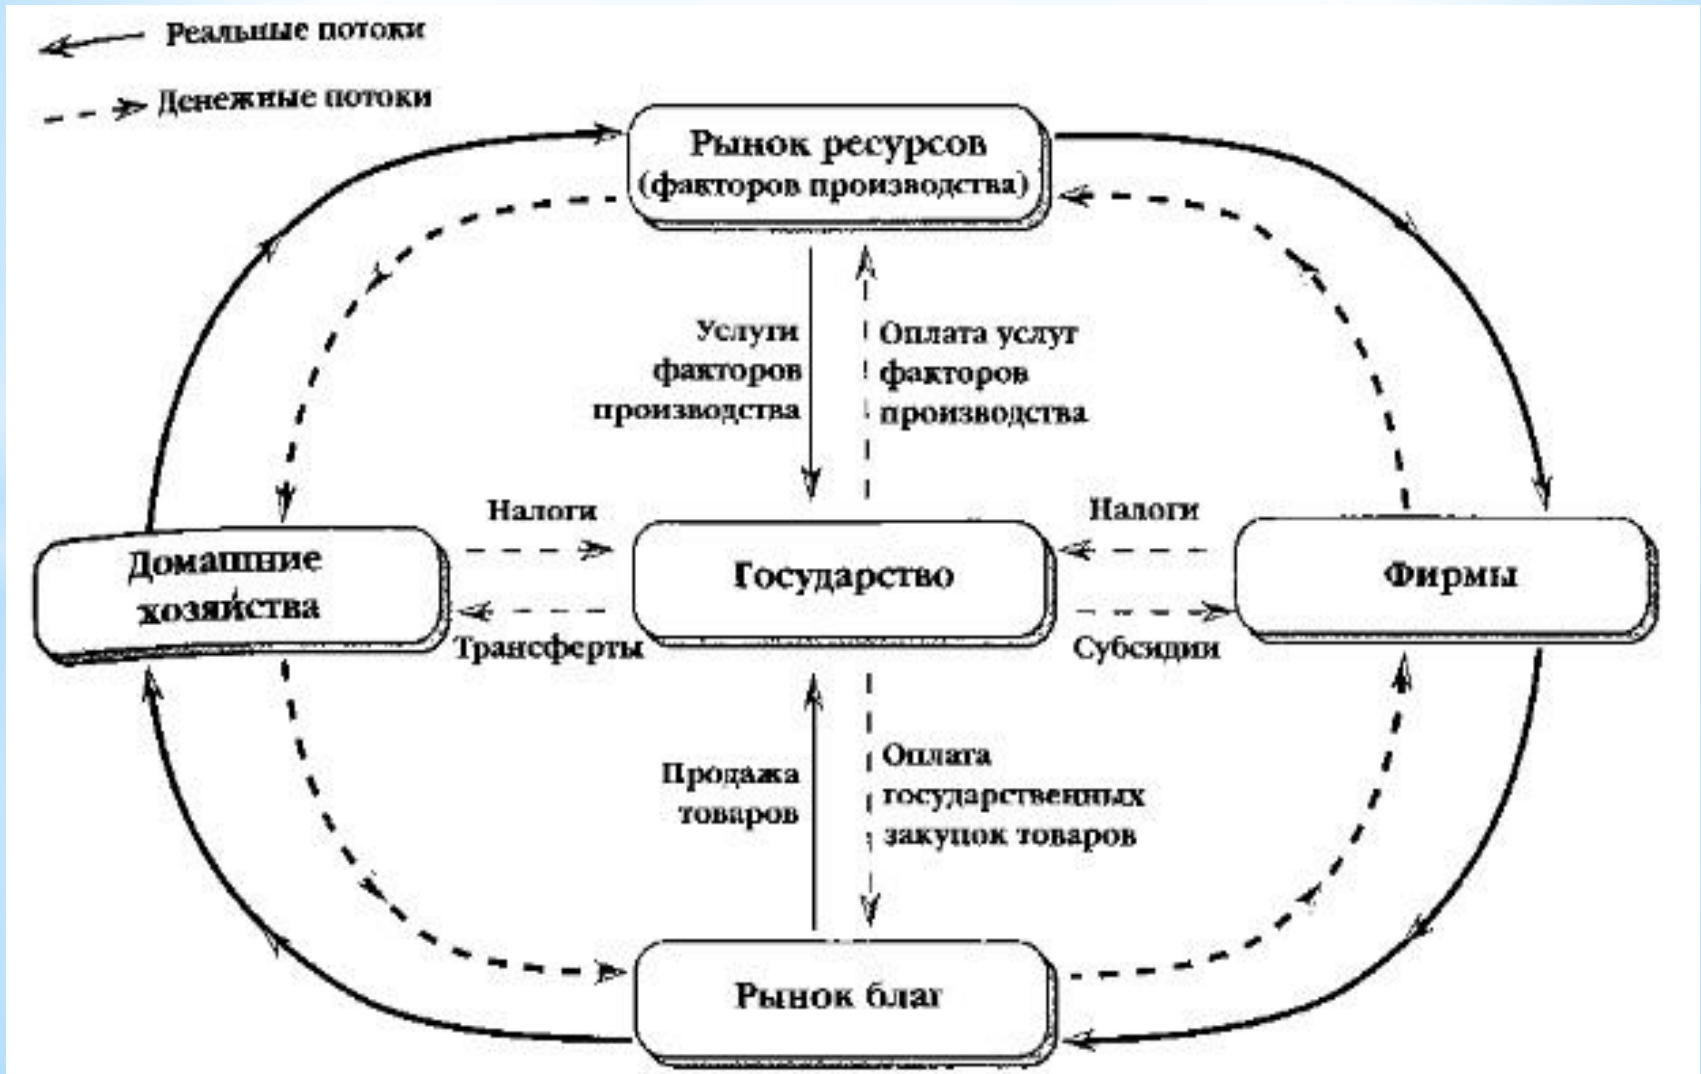 Реальные потоки
Денежные потоки
Рынок ресурсов
(факторов производства)
Услуги
факторов
производства
Оплата услуг
факторов
производства
Налоги
Налоги
Домашние
хозяйства
Государство
Фирмы
Трансферты
Субсидии
Продажа
товаров
Оплата
государственных
закупок товаров
Рынок благ